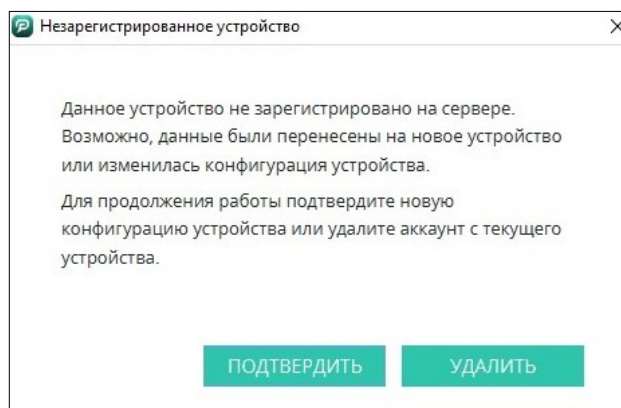 Незарегистрированное устройство
Данное устройство не зарегистрировано на сервере.
Возможно, данные были перенесены на новое устройство
или изменилась конфигурация устройства.
Для продолжения работы подтвердите новую
конфигурацию устройства или удалите аккаунт с текущего
устройства.
ПОДТВЕРДИТЬ УДАЛИТЬ